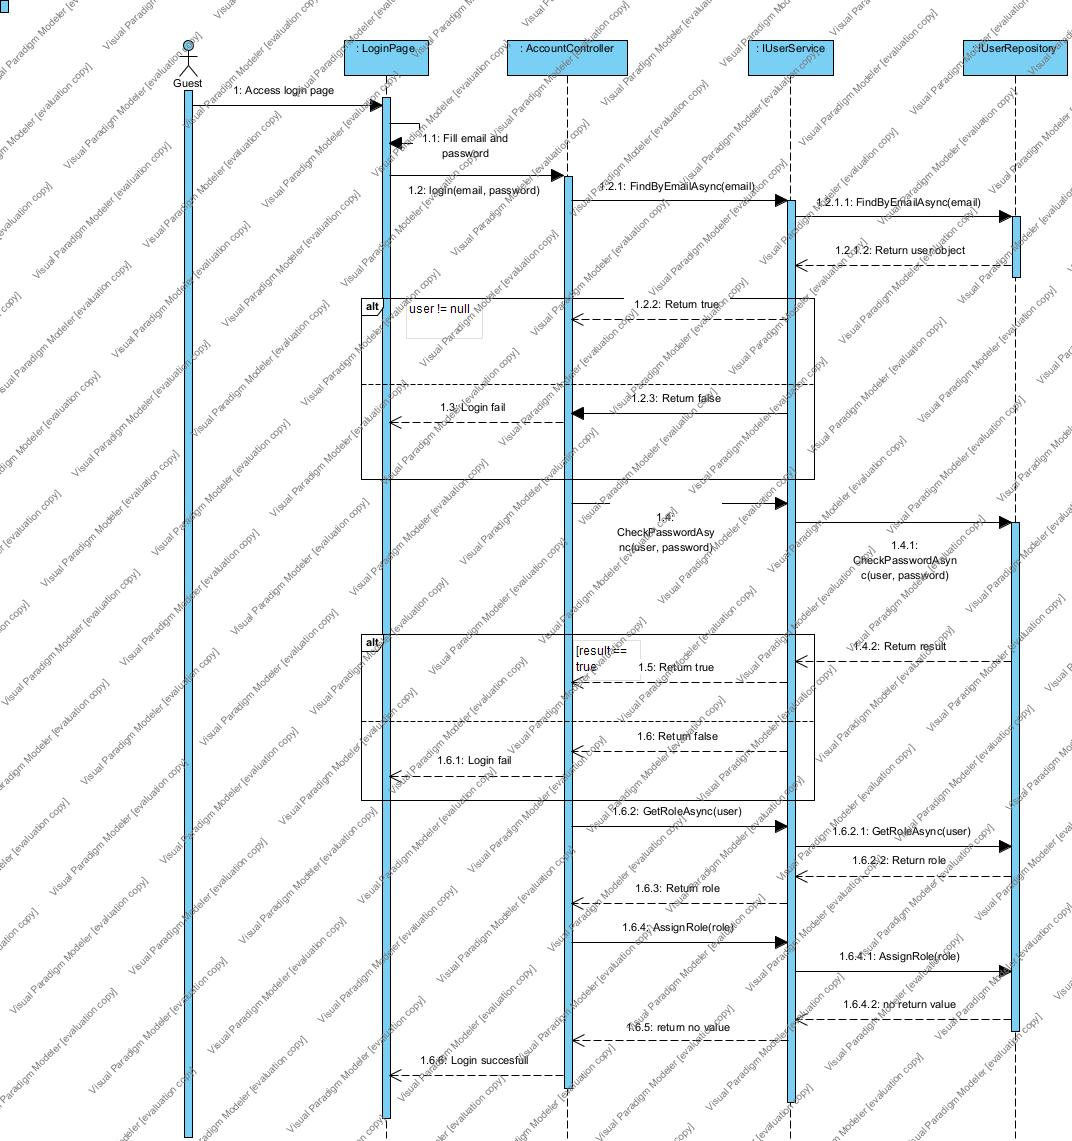 : LoginPage
: AccountController
: IUserService
IUserRepository
Guest
1: Access login page
1.1: Fill email and
password
1.2: login(email, password)
1.2.1: FindByEmailAsync(email)
1.2.1.1: FindByEmailAsync(email)
1.2.1.2: Return user object
alt
user != null
1.2.2: Return true
1.2.3: Return false
1.3: Login fail
1.4:
CheckPasswordAsy
nc(user, password)
1.4.1:
CheckPasswordAsyn
c(user, password)
alt
[result ==
true
1.4.2: Return result
1.5: Return true
1.6: Return false
1.6.1: Login fail
1.6.2: GetRoleAsync(user)
1.6.2.1: GetRoleAsync(user)
1.6.2.2: Return role
1.6.3: Return role
1.6.4: AssignRole(role)
1.6.4.1: AssignRole(role)
1.6.4.2: no return value
1.6.5: return no value
1.6.6: Login succesfull
Visual Paradigm Modeler [evaluation copy]